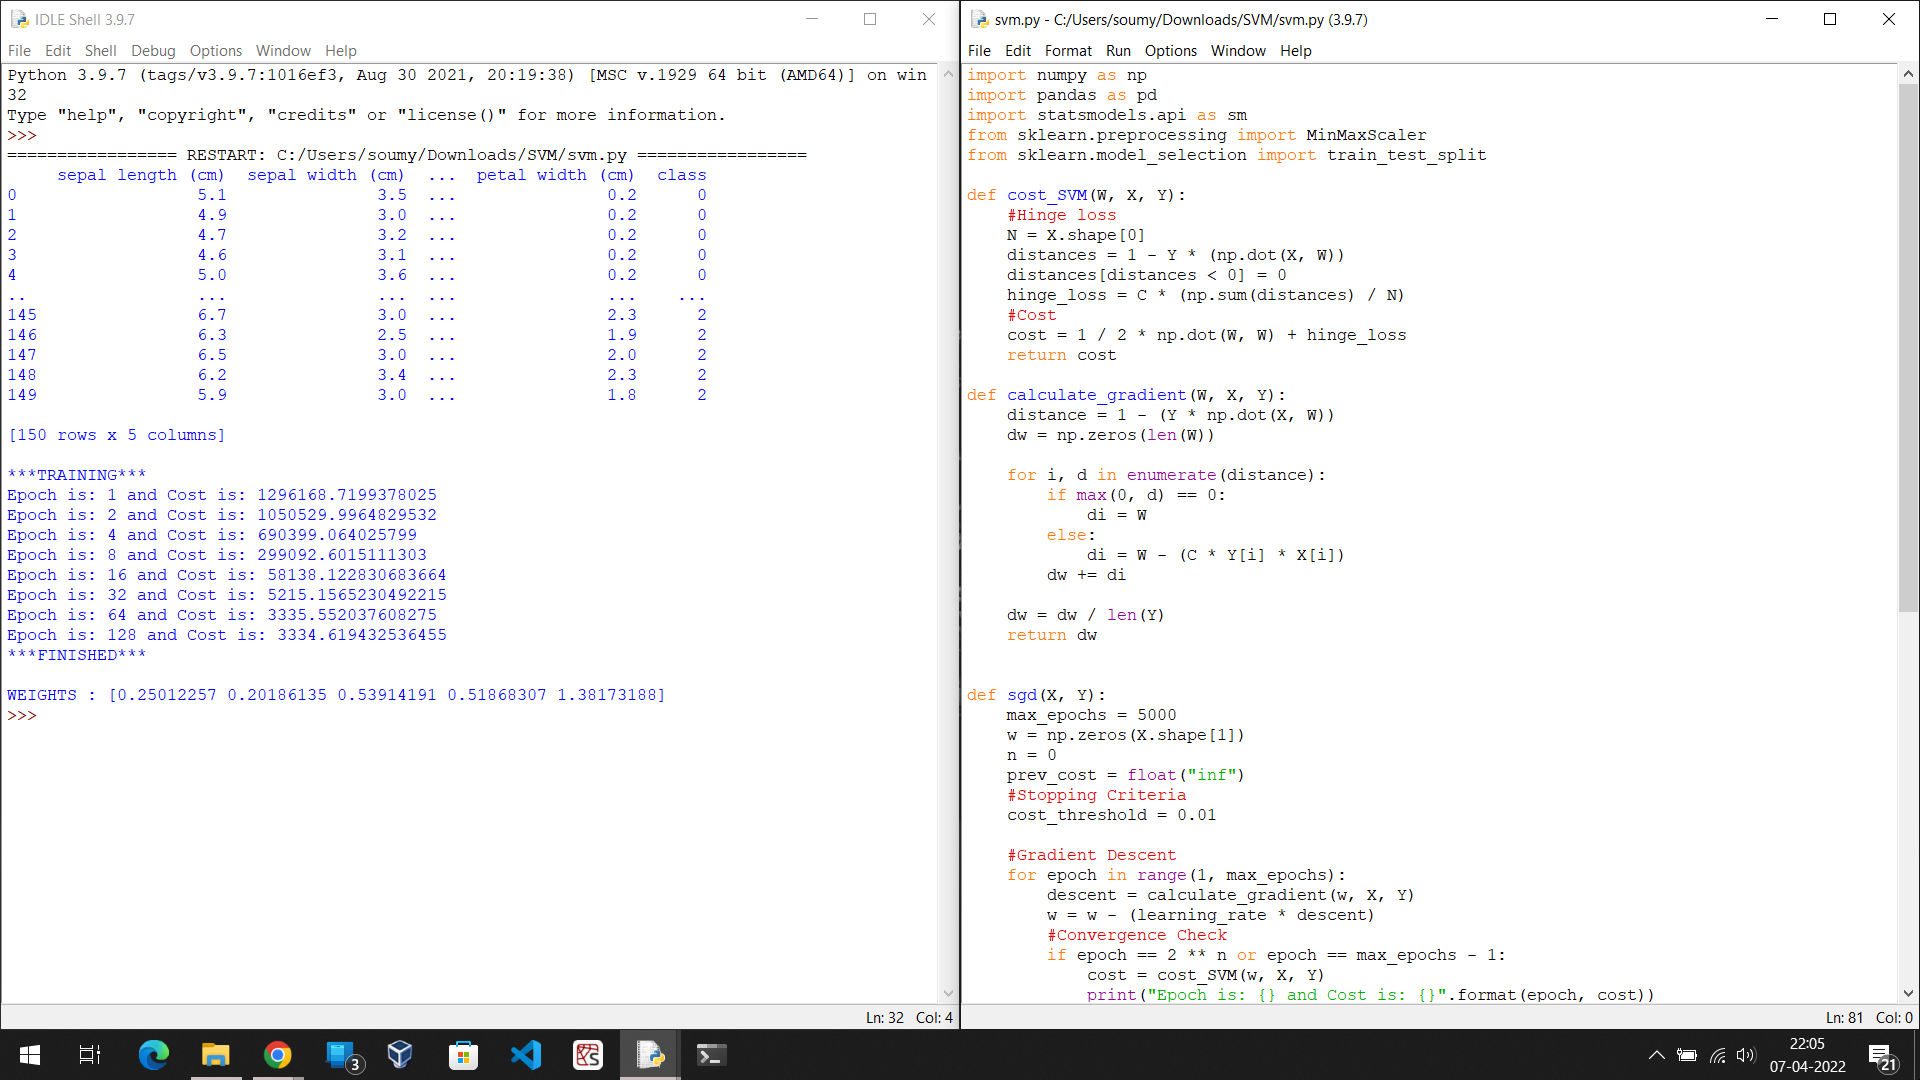 IDLE Shell 3.9.7
File Edit Shell Debug Options Window Help
Python 3.9.7 (tags/v3.9.7:1016ef3, Aug 30 2021, 20:19:38) [MSC v.1929 64 bit (AMD64)] on win
32
Type "help", "copyright", "credits" or "license()" for more information.
>>>
================= RESTART: C:/Users/soumy/Downloads/SVM/svm.py =================
     sepal length (cm)  sepal width (cm)  ...  petal width (cm)  class
0                  5.1               3.5  ...               0.2      0
1                  4.9               3.0  ...               0.2      0
2                  4.7               3.2  ...               0.2      0
3                  4.6               3.1  ...               0.2      0
4                  5.0               3.6  ...               0.2      0
..                 ...               ...  ...               ...    ...
145                6.7               3.0  ...               2.3      2
146                6.3               2.5  ...               1.9      2
147                6.5               3.0  ...               2.0      2
148                6.2               3.4  ...               2.3      2
149                5.9               3.0  ...               1.8      2
[150 rows x 5 columns]
***TRAINING***
Epoch is: 1 and Cost is: 1296168.7199378025
Epoch is: 2 and Cost is: 1050529.9964829532
Epoch is: 4 and Cost is: 690399.064025799
Epoch is: 8 and Cost is: 299092.6015111303
Epoch is: 16 and Cost is: 58138.122830683664
Epoch is: 32 and Cost is: 5215.1565230492215
Epoch is: 64 and Cost is: 3335.552037608275
Epoch is: 128 and Cost is: 3334.619432536455
***FINISHED***
WEIGHTS : [0.25012257 0.20186135 0.53914191 0.51868307 1.38173188]
>>>
Ln: 32 Col: 4
svm.py - C:/Users/soumy/Downloads/SVM/svm.py (3.9.7)
File Edit Format Run Options Window Help
import numpy as np
import pandas as pd
import statsmodels.api as sm
from sklearn.preprocessing import MinMaxScaler
from sklearn.model_selection import train_test_split
def cost_SVM(W, X, Y):
    #Hinge loss
    N = X.shape[0]
    distances = 1 - Y * (np.dot(X, W))
    distances[distances < 0] = 0
    hinge_loss = C * (np.sum(distances) / N)
    #Cost
    cost = 1 / 2 * np.dot(W, W) + hinge_loss
    return cost
def calculate_gradient(W, X, Y):
    distance = 1 - (Y * np.dot(X, W))
    dw = np.zeros(len(W))
    for i, d in enumerate(distance):
        if max(0, d) == 0:
            di = W
        else:
            di = W - (C * Y[i] * X[i])
        dw += di
    dw = dw / len(Y)
    return dw
def sgd(X, Y):
    max_epochs = 5000
    w = np.zeros(X.shape[1])
    n = 0
    prev_cost = float("inf")
    #Stopping Criteria
    cost_threshold = 0.01
    #Gradient Descent
    for epoch in range(1, max_epochs):
        descent = calculate_gradient(w, X, Y)
        w = w - (learning_rate * descent)
        #Convergence Check
        if epoch == 2 ** n or epoch == max_epochs - 1:
            cost = cost_SVM(w, X, Y)
            print("Epoch is: {} and Cost is: {}".format(epoch, cost))
Ln: 81 Col: 0
3
22:05
07-04-2022
21